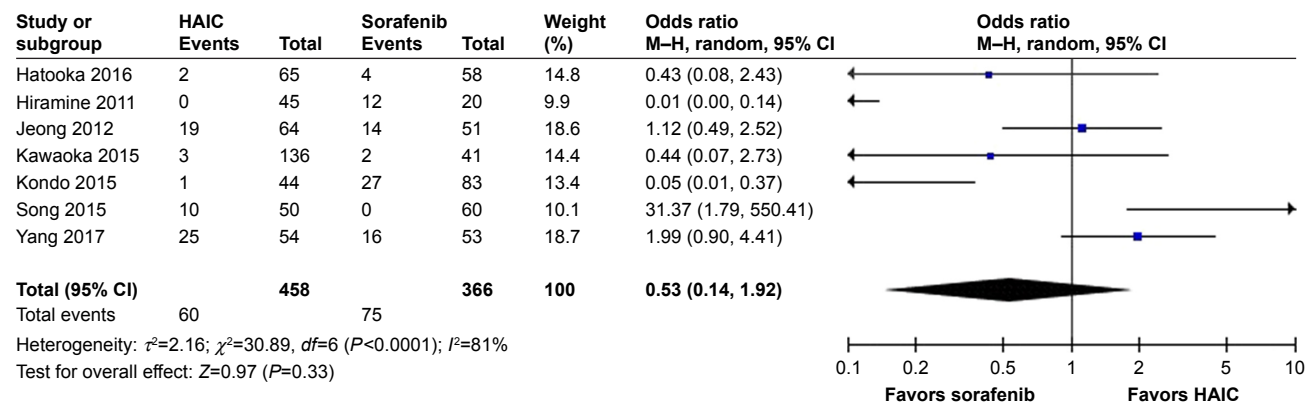 Study or HAIC Sorafenib Weight Odds ratio Odds ratio
subgroup Events Total Events Total (%) M–H, random, 95% CI M–H, random, 95% CI
Hatooka 2016 2 65 4 58 14.8 0.43 (0.08, 2.43)
Hiramine 2011 0 45 12 20 9.9 0.01 (0.00, 0.14)
Jeong 2012 19 64 14 51 18.6 1.12 (0.49, 2.52)
Kawaoka 2015 3 136 2 41 14.4 0.44 (0.07, 2.73)
Kondo 2015 1 44 27 83 13.4 0.05 (0.01, 0.37)
Song 2015 10 50 0 60 10.1 31.37 (1.79, 550.41)
Yang 2017 25 54 16 53 18.7 1.99 (0.90, 4.41)
Total (95% CI) 458 366 100 0.53 (0.14, 1.92)
Total events 60 75
Heterogeneity: τ²=2.16; χ²=30.89, df=6 (P<0.0001); I²=81%
Test for overall effect: Z=0.97 (P=0.33)
0.1 0.2 0.5 1 2 5 10
Favors sorafenib Favors HAIC